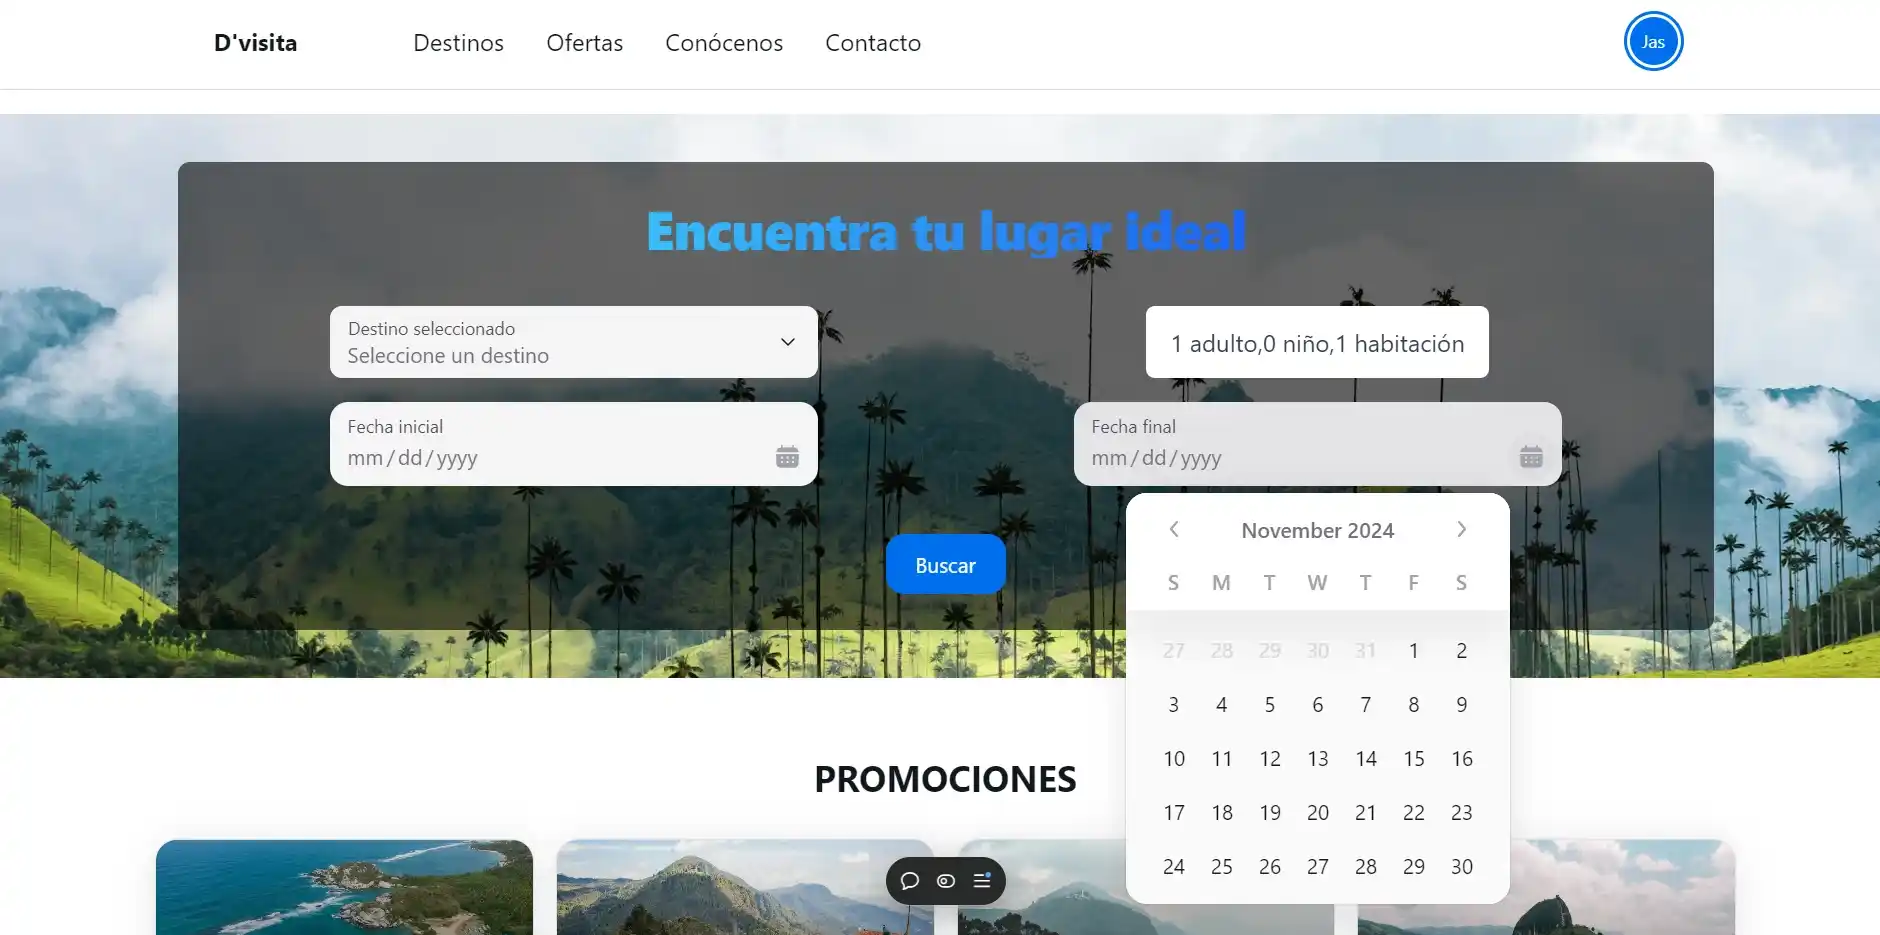 D'visita
Destinos Ofertas Conócenos Contacto
Jas
Encuentra tu lugar ideal
Destino seleccionado
Seleccione un destino
1 adulto,0 niño,1 habitación
Fecha inicial
mm/dd/yyyy
Fecha final
mm/dd/yyyy
Buscar
November 2024
S M T W T F S
27 28 29 30 31 1 2
3 4 5 6 7 8 9
10 11 12 13 14 15 16
17 18 19 20 21 22 23
24 25 26 27 28 29 30
PROMOCIONES